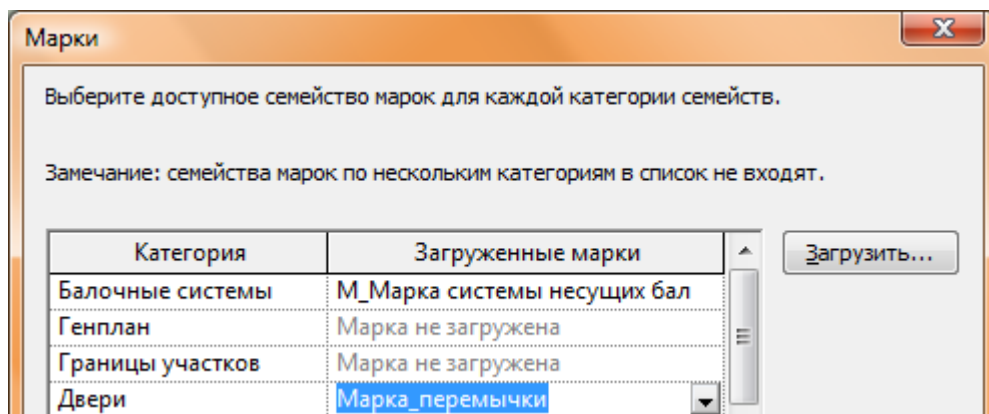 Марки
Выберите доступное семейство марок для каждой категории семейств.
Замечание: семейства марок по нескольким категориям в список не входят.
Категория Загруженные марки Загрузить...
Балочные системы М_Марка системы несущих бал
Генплан Марка не загружена
Границы участков Марка не загружена
Двери Марка_перемычки